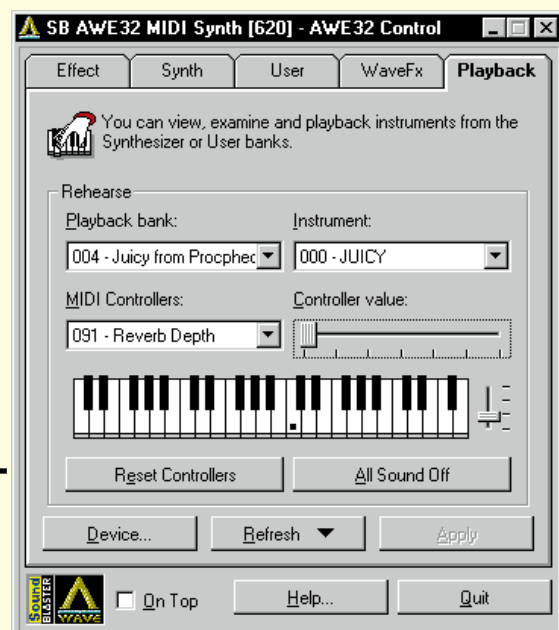 SB AWE32 MIDI Synth [620] - AWE32 Control
Effect Synth User WaveFx Playback
You can view, examine and playback instruments from the
Synthesizer or User banks.
Rehearse
Playback bank: Instrument:
004 - Juicy from Procphec 000 - JUICY
MIDI Controllers: Controller value:
091 - Reverb Depth
Reset Controllers All Sound Off
Device... Refresh Apply
Sound BLASTER WAVE On Top Help... Quit